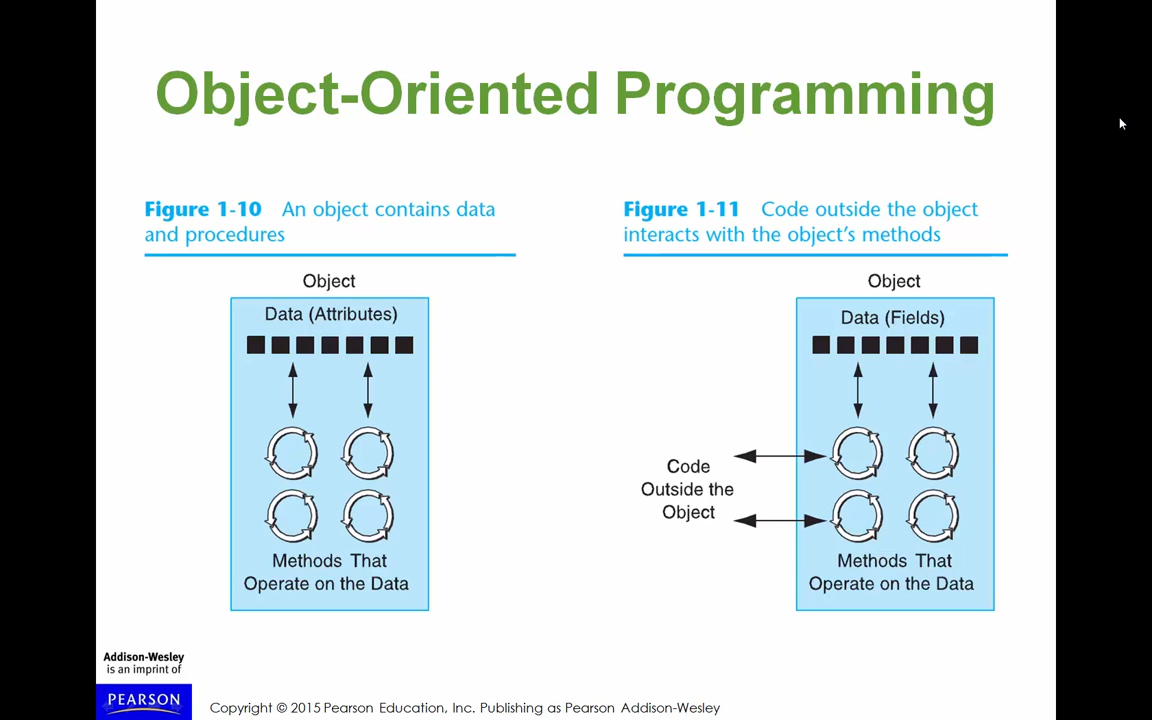 Object-Oriented Programming
Figure 1-10 An object contains data
and procedures
Object
Data (Attributes)
Methods That
Operate on the Data
Figure 1-11 Code outside the object
interacts with the object's methods
Object
Data (Fields)
Code
Outside the
Object
Methods That
Operate on the Data
Addison-Wesley
is an imprint of
PEARSON
Copyright © 2015 Pearson Education, Inc. Publishing as Pearson Addison-Wesley